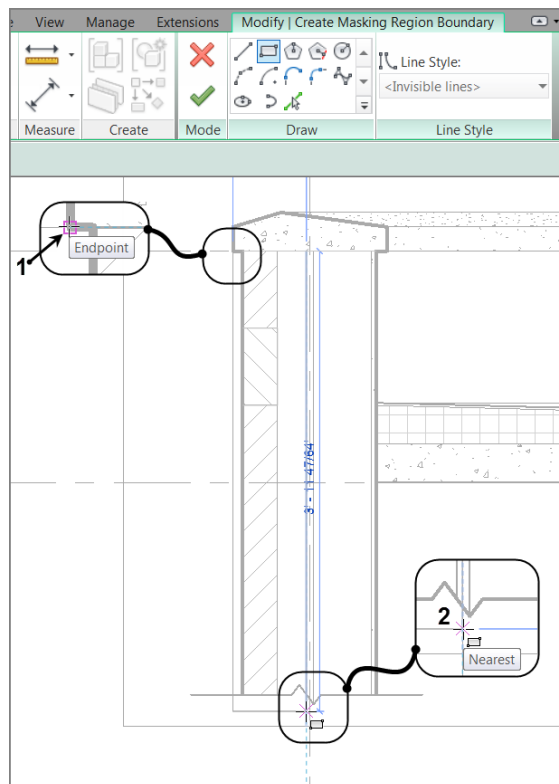 View Manage Extensions Modify | Create Masking Region Boundary
Line Style:
<Invisible lines>
Measure Create Mode Draw Line Style
Endpoint
1
3' - 11 47/64"
2
Nearest